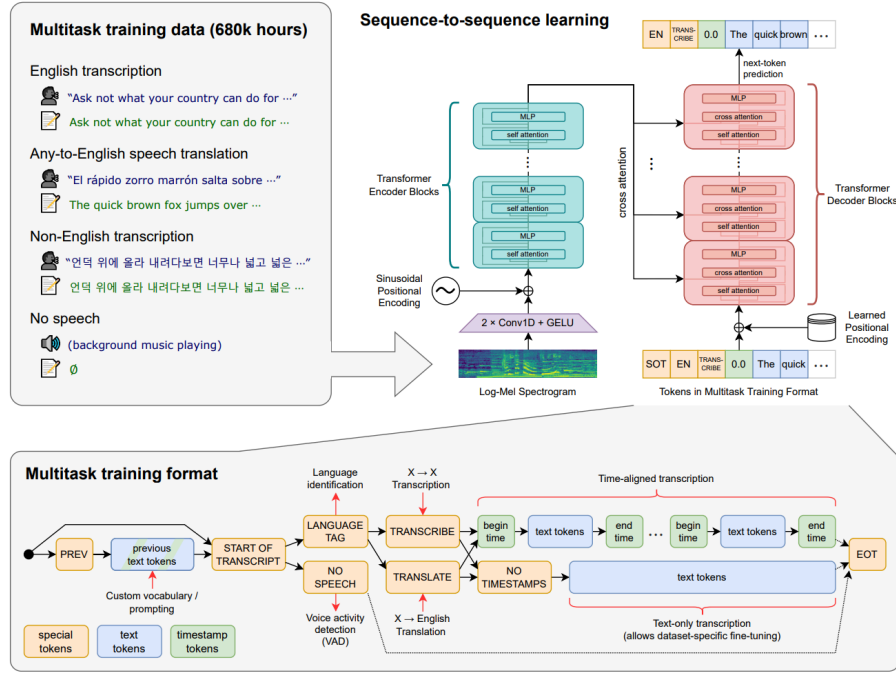 Multitask training data (680k hours)
English transcription
“Ask not what your country can do for ⋯”
Ask not what your country can do for ⋯
Any-to-English speech translation
“El rápido zorro marrón salta sobre ⋯”
The quick brown fox jumps over ⋯
Non-English transcription
“언덕 위에 올라 내려다보면 너무나 넓고 넓은 ⋯”
언덕 위에 올라 내려다보면 너무나 넓고 넓은 ⋯
No speech
(background music playing)
Ø
Sequence-to-sequence learning
EN
TRANS-
CRIBE
0.0
The
quick
brown
⋯
next-token
prediction
MLP
self attention
⋯
MLP
self attention
MLP
self attention
Transformer
Encoder Blocks
Sinusoidal
Positional
Encoding
2 × Conv1D + GELU
Log-Mel Spectrogram
cross attention
⋯
MLP
cross attention
self attention
⋯
MLP
cross attention
self attention
MLP
cross attention
self attention
Transformer
Decoder Blocks
Learned
Positional
Encoding
SOT
EN
TRANS-
CRIBE
0.0
The
quick
⋯
Tokens in Multitask Training Format
Multitask training format
PREV
previous
text tokens
Custom vocabulary /
prompting
START OF
TRANSCRIPT
Language
identification
LANGUAGE
TAG
NO
SPEECH
Voice activity
detection
(VAD)
X → X
Transcription
TRANSCRIBE
TRANSLATE
X → English
Translation
NO
TIMESTAMPS
Time-aligned transcription
begin
time
text tokens
end
time
⋯
begin
time
text tokens
end
time
text tokens
Text-only transcription
(allows dataset-specific fine-tuning)
EOT
special
tokens
text
tokens
timestamp
tokens